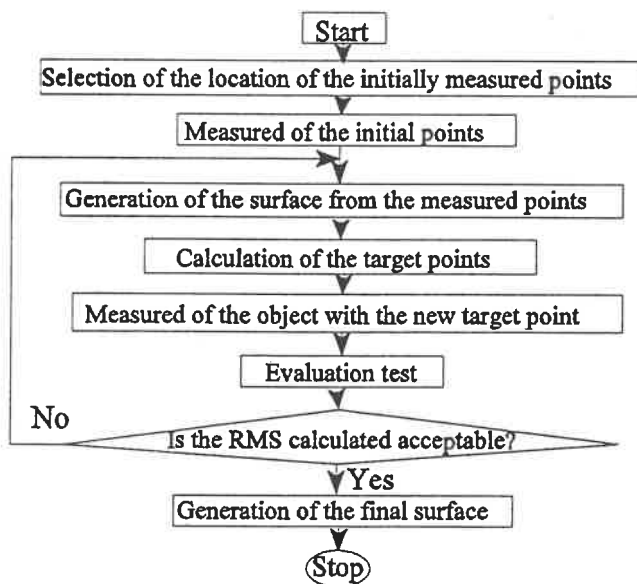 Start
Selection of the location of the initially measured points
Measured of the initial points
Generation of the surface from the measured points
Calculation of the target points
Measured of the object with the new target point
Evaluation test
No
Is the RMS calculated acceptable?
Yes
Generation of the final surface
Stop